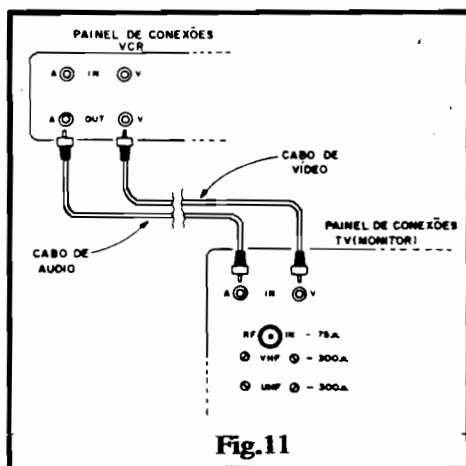 PAINEL DE CONEXÕES
VCR
A IN V
A OUT V
CABO DE
VÍDEO
PAINEL DE CONEXÕES
TV(MONITOR)
CABO DE
AUDIO
A IN V
RF IN - 75Ω
VHF - 300Ω
UHF - 300Ω
Fig.11